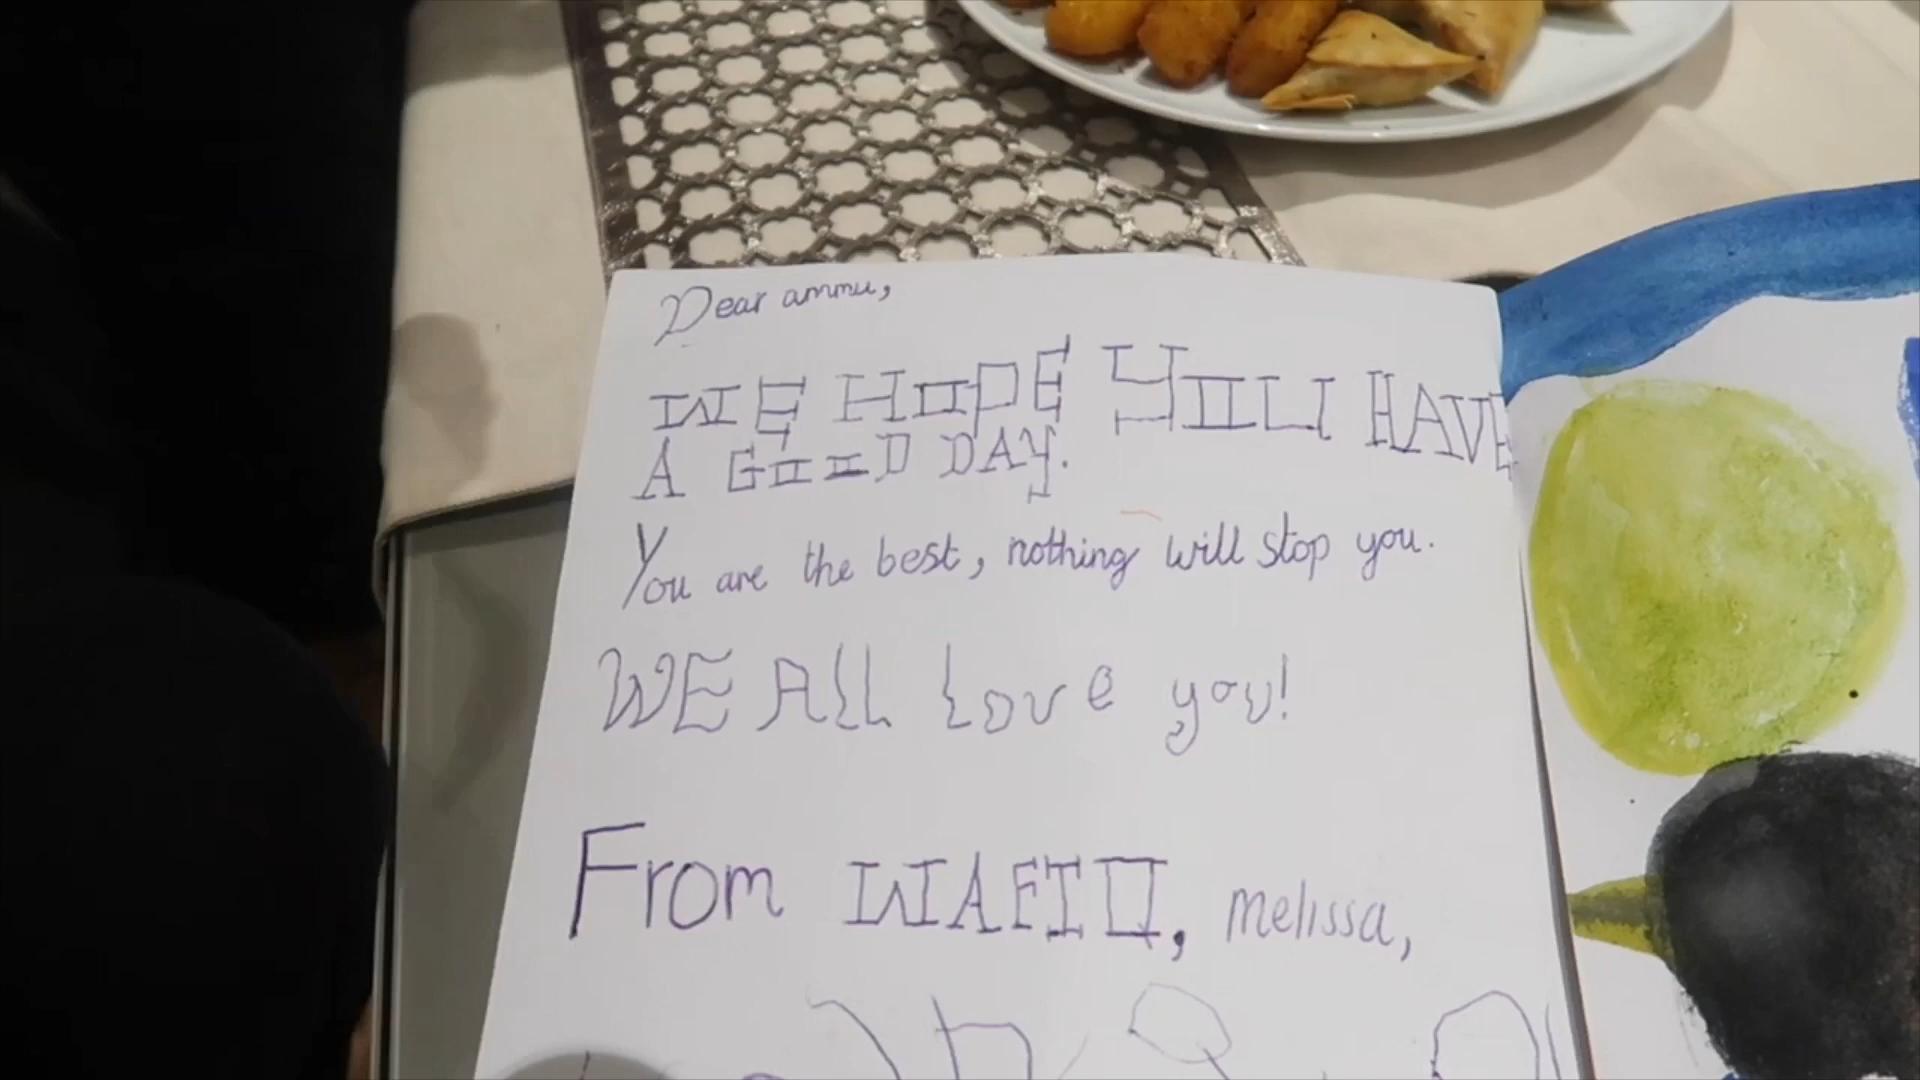 Dear ammu,
WE HOPE YOU HAVE
A GOOD DAY.
You are the best, nothing will stop you.
WE All Love you!
From WAFIO, melissa,